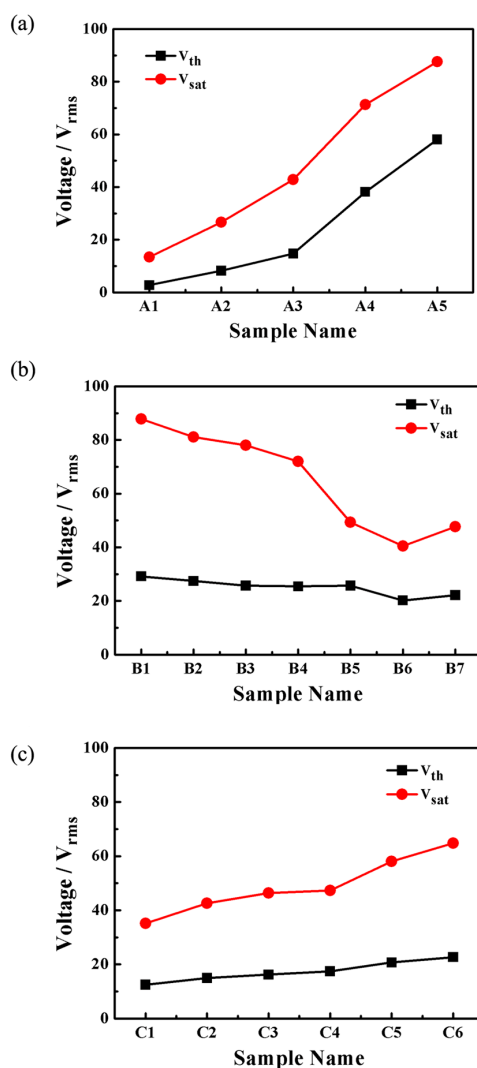 (a)
100
80
60
40
20
0
Voltage / Vrms
Vth
Vsat
A1 A2 A3 A4 A5
Sample Name
(b)
100
80
60
40
20
0
Voltage / Vrms
Vth
Vsat
B1 B2 B3 B4 B5 B6 B7
Sample Name
(c)
100
80
60
40
20
0
Voltage / Vrms
Vth
Vsat
C1 C2 C3 C4 C5 C6
Sample Name